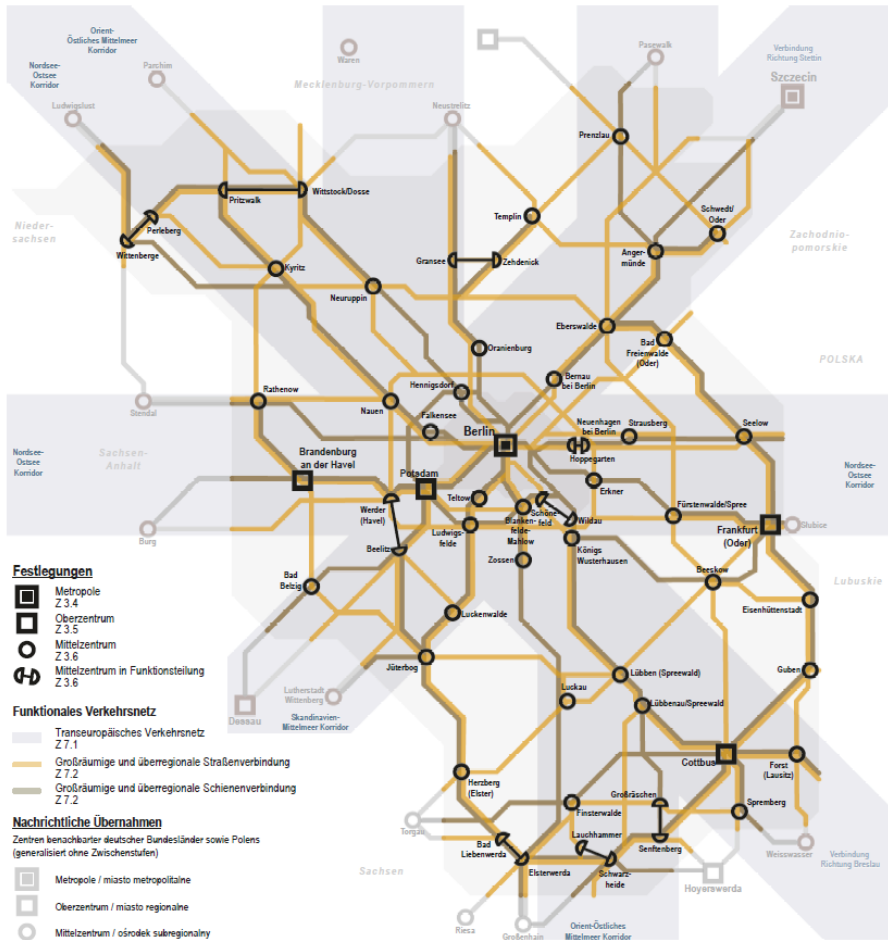 Orient-
Östliches Mittelmeer
Korridor
Nordsee-
Ostsee
Korridor
Parchim
Waren
Pasewalk
Verbindung
Richtung Stettin
Szczecin
Mecklenburg-Vorpommern
Ludwigslust
Neustrelitz
Prenzlau
Pritzwalk
Wittstock/Dosse
Templin
Schwedt/
Oder
Nieder-
sachsen
Perleberg
Wittenberge
Gransee
Zehdenick
Anger-
münde
Zachodnio-
pomorskie
Kyritz
Neuruppin
Eberswalde
Oranienburg
Bad
Freienwalde
(Oder)
POLSKA
Bernau
bei Berlin
Hennigsdorf
Rathenow
Nauen
Stendal
Falkensee
Berlin
Neuenhagen
bei Berlin
Strausberg
Seelow
Hoppegarten
Nordsee-
Ostsee
Korridor
Sachsen-
Anhalt
Brandenburg
an der Havel
Potsdam
Nordsee-
Ostsee
Korridor
Teltow
Erkner
Werder
(Havel)
Schöne-
feld
Wildau
Blanken-
felde-
Mahlow
Fürstenwalde/Spree
Frankfurt
(Oder)
Słubice
Burg
Ludwigs-
felde
Königs
Wusterhausen
Beelitz
Zossen
Bad
Belzig
Beeskow
Lubuskie
Eisenhüttenstadt
Luckenwalde
Jüterbog
Guben
Lübben (Spreewald)
Luckau
Lübbenau/Spreewald
Lutherstadt
Wittenberg
Dessau
Skandinavien-
Mittelmeer Korridor
Cottbus
Forst
(Lausitz)
Herzberg
(Elster)
Großräschen
Finsterwalde
Spremberg
Torgau
Lauchhammer
Bad
Liebenwerda
Senftenberg
Weisswasser
Verbindung
Richtung Breslau
Elsterwerda
Schwarz-
heide
Hoyerswerda
Sachsen
Riesa
Großenhain
Orient-Östliches
Mittelmeer Korridor
Festlegungen
Metropole
Z 3.4
Oberzentrum
Z 3.5
Mittelzentrum
Z 3.6
Mittelzentrum in Funktionsteilung
Z 3.6
Funktionales Verkehrsnetz
Transeuropäisches Verkehrsnetz
Z 7.1
Großräumige und überregionale Straßenverbindung
Z 7.2
Großräumige und überregionale Schienenverbindung
Z 7.2
Nachrichtliche Übernahmen
Zentren benachbarter deutscher Bundesländer sowie Polens
(generalisiert ohne Zwischenstufen)
Metropole / miasto metropolitalne
Oberzentrum / miasto regionalne
Mittelzentrum / ośrodek subregionalny